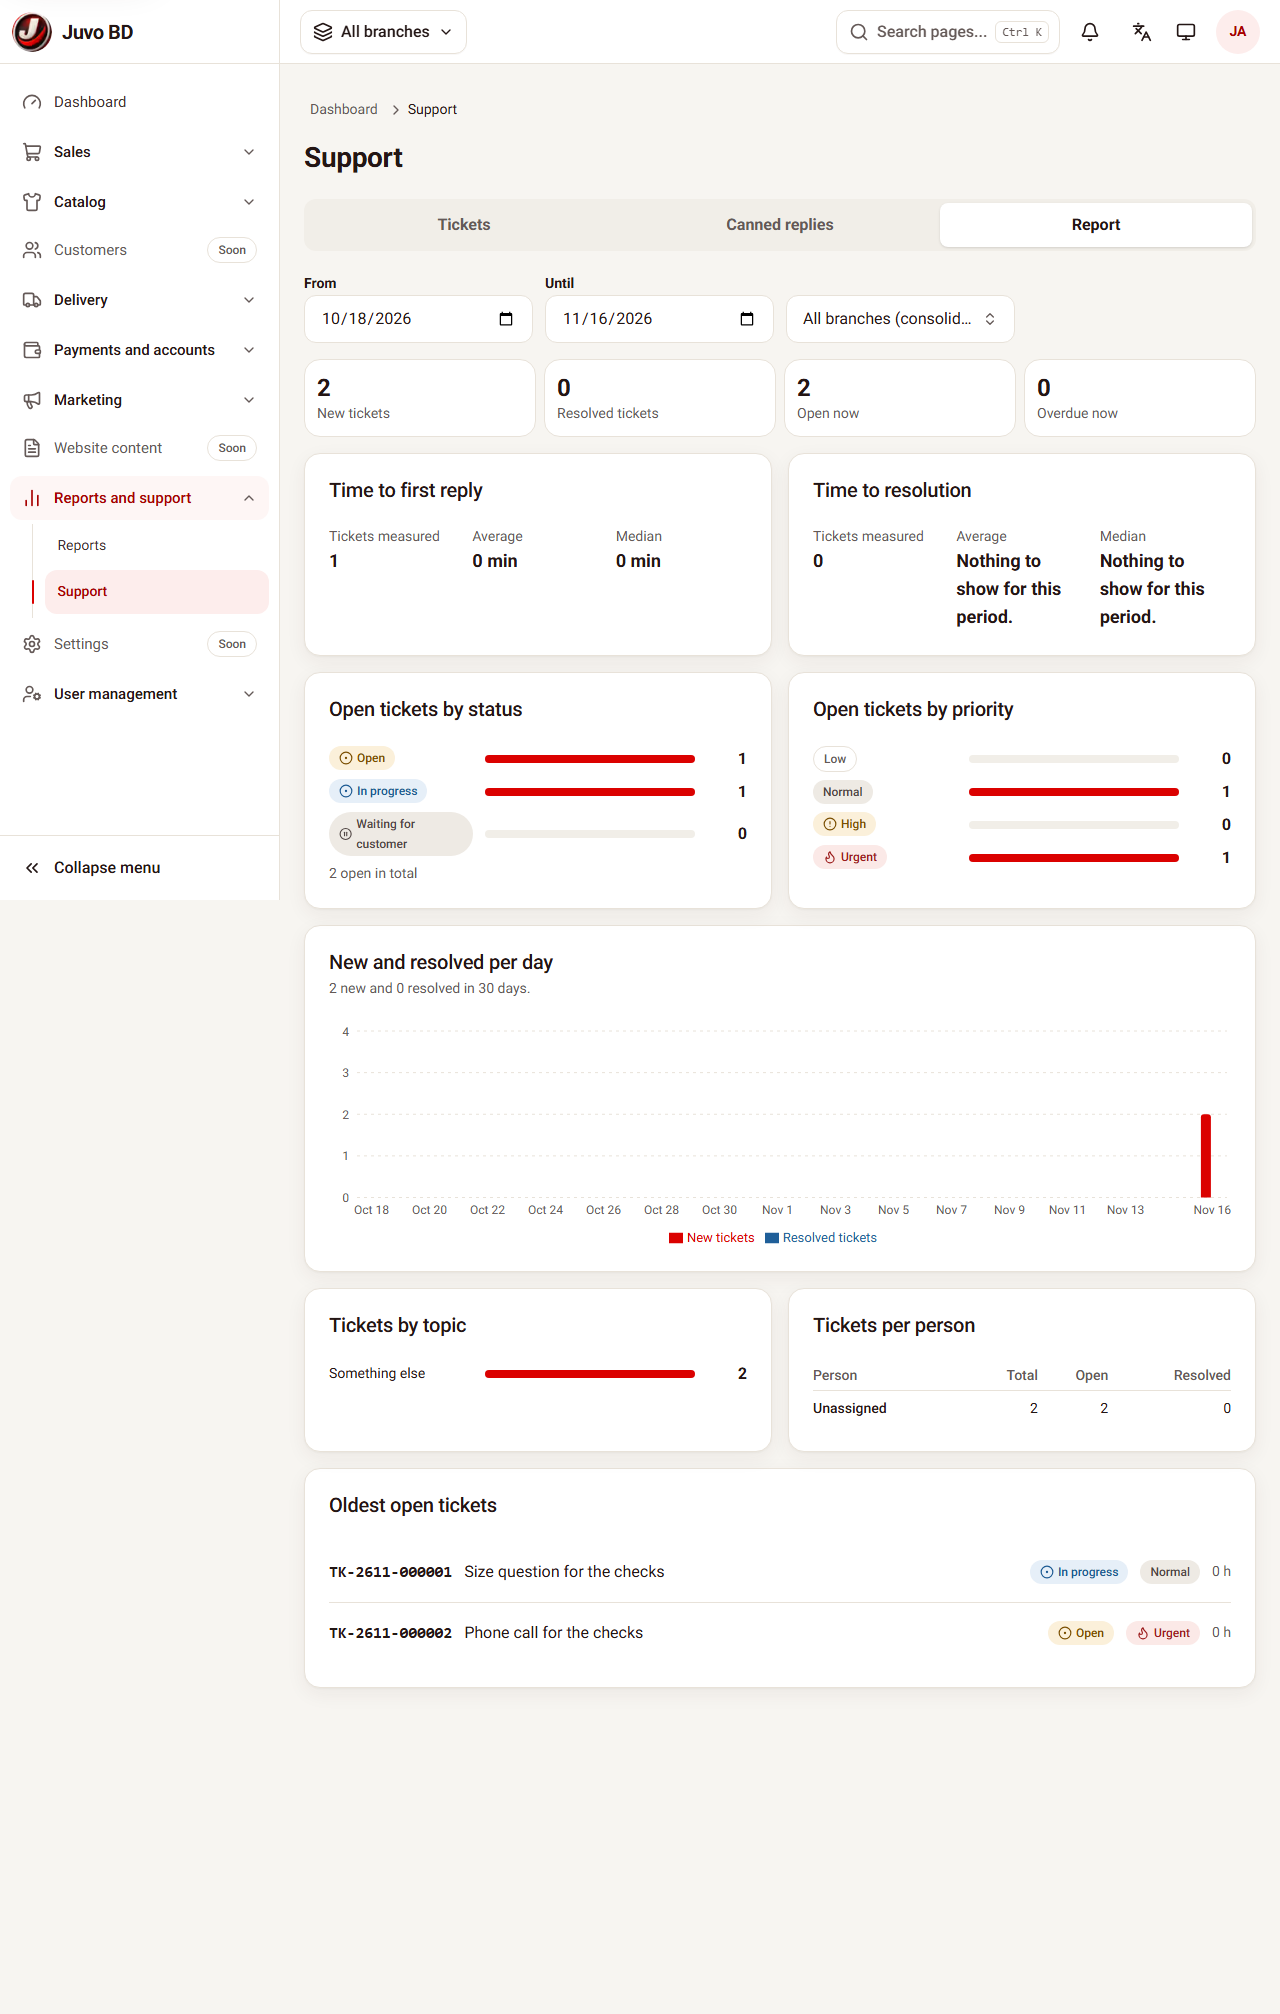 Juvo BD
All branches
Search pages... Ctrl K
JA
Dashboard
Sales
Catalog
Customers Soon
Delivery
Payments and accounts
Marketing
Website content Soon
Reports and support
Reports
Support
Settings Soon
User management
Collapse menu
Dashboard Support
Support
Tickets Canned replies Report
From Until
10/18/2026 11/16/2026 All branches (consolid...
2 0 2 0
New tickets Resolved tickets Open now Overdue now
Time to first reply
Tickets measured Average Median
1 0 min 0 min
Time to resolution
Tickets measured Average Median
0 Nothing to Nothing to
show for this show for this
period. period.
Open tickets by status
Open 1
In progress 1
Waiting for
customer 0
2 open in total
Open tickets by priority
Low 0
Normal 1
High 0
Urgent 1
New and resolved per day
2 new and 0 resolved in 30 days.
4
3
2
1
0
Oct 18 Oct 20 Oct 22 Oct 24 Oct 26 Oct 28 Oct 30 Nov 1 Nov 3 Nov 5 Nov 7 Nov 9 Nov 11 Nov 13 Nov 16
New tickets Resolved tickets
Tickets by topic
Something else 2
Tickets per person
Person Total Open Resolved
Unassigned 2 2 0
Oldest open tickets
TK-2611-000001 Size question for the checks In progress Normal 0 h
TK-2611-000002 Phone call for the checks Open Urgent 0 h